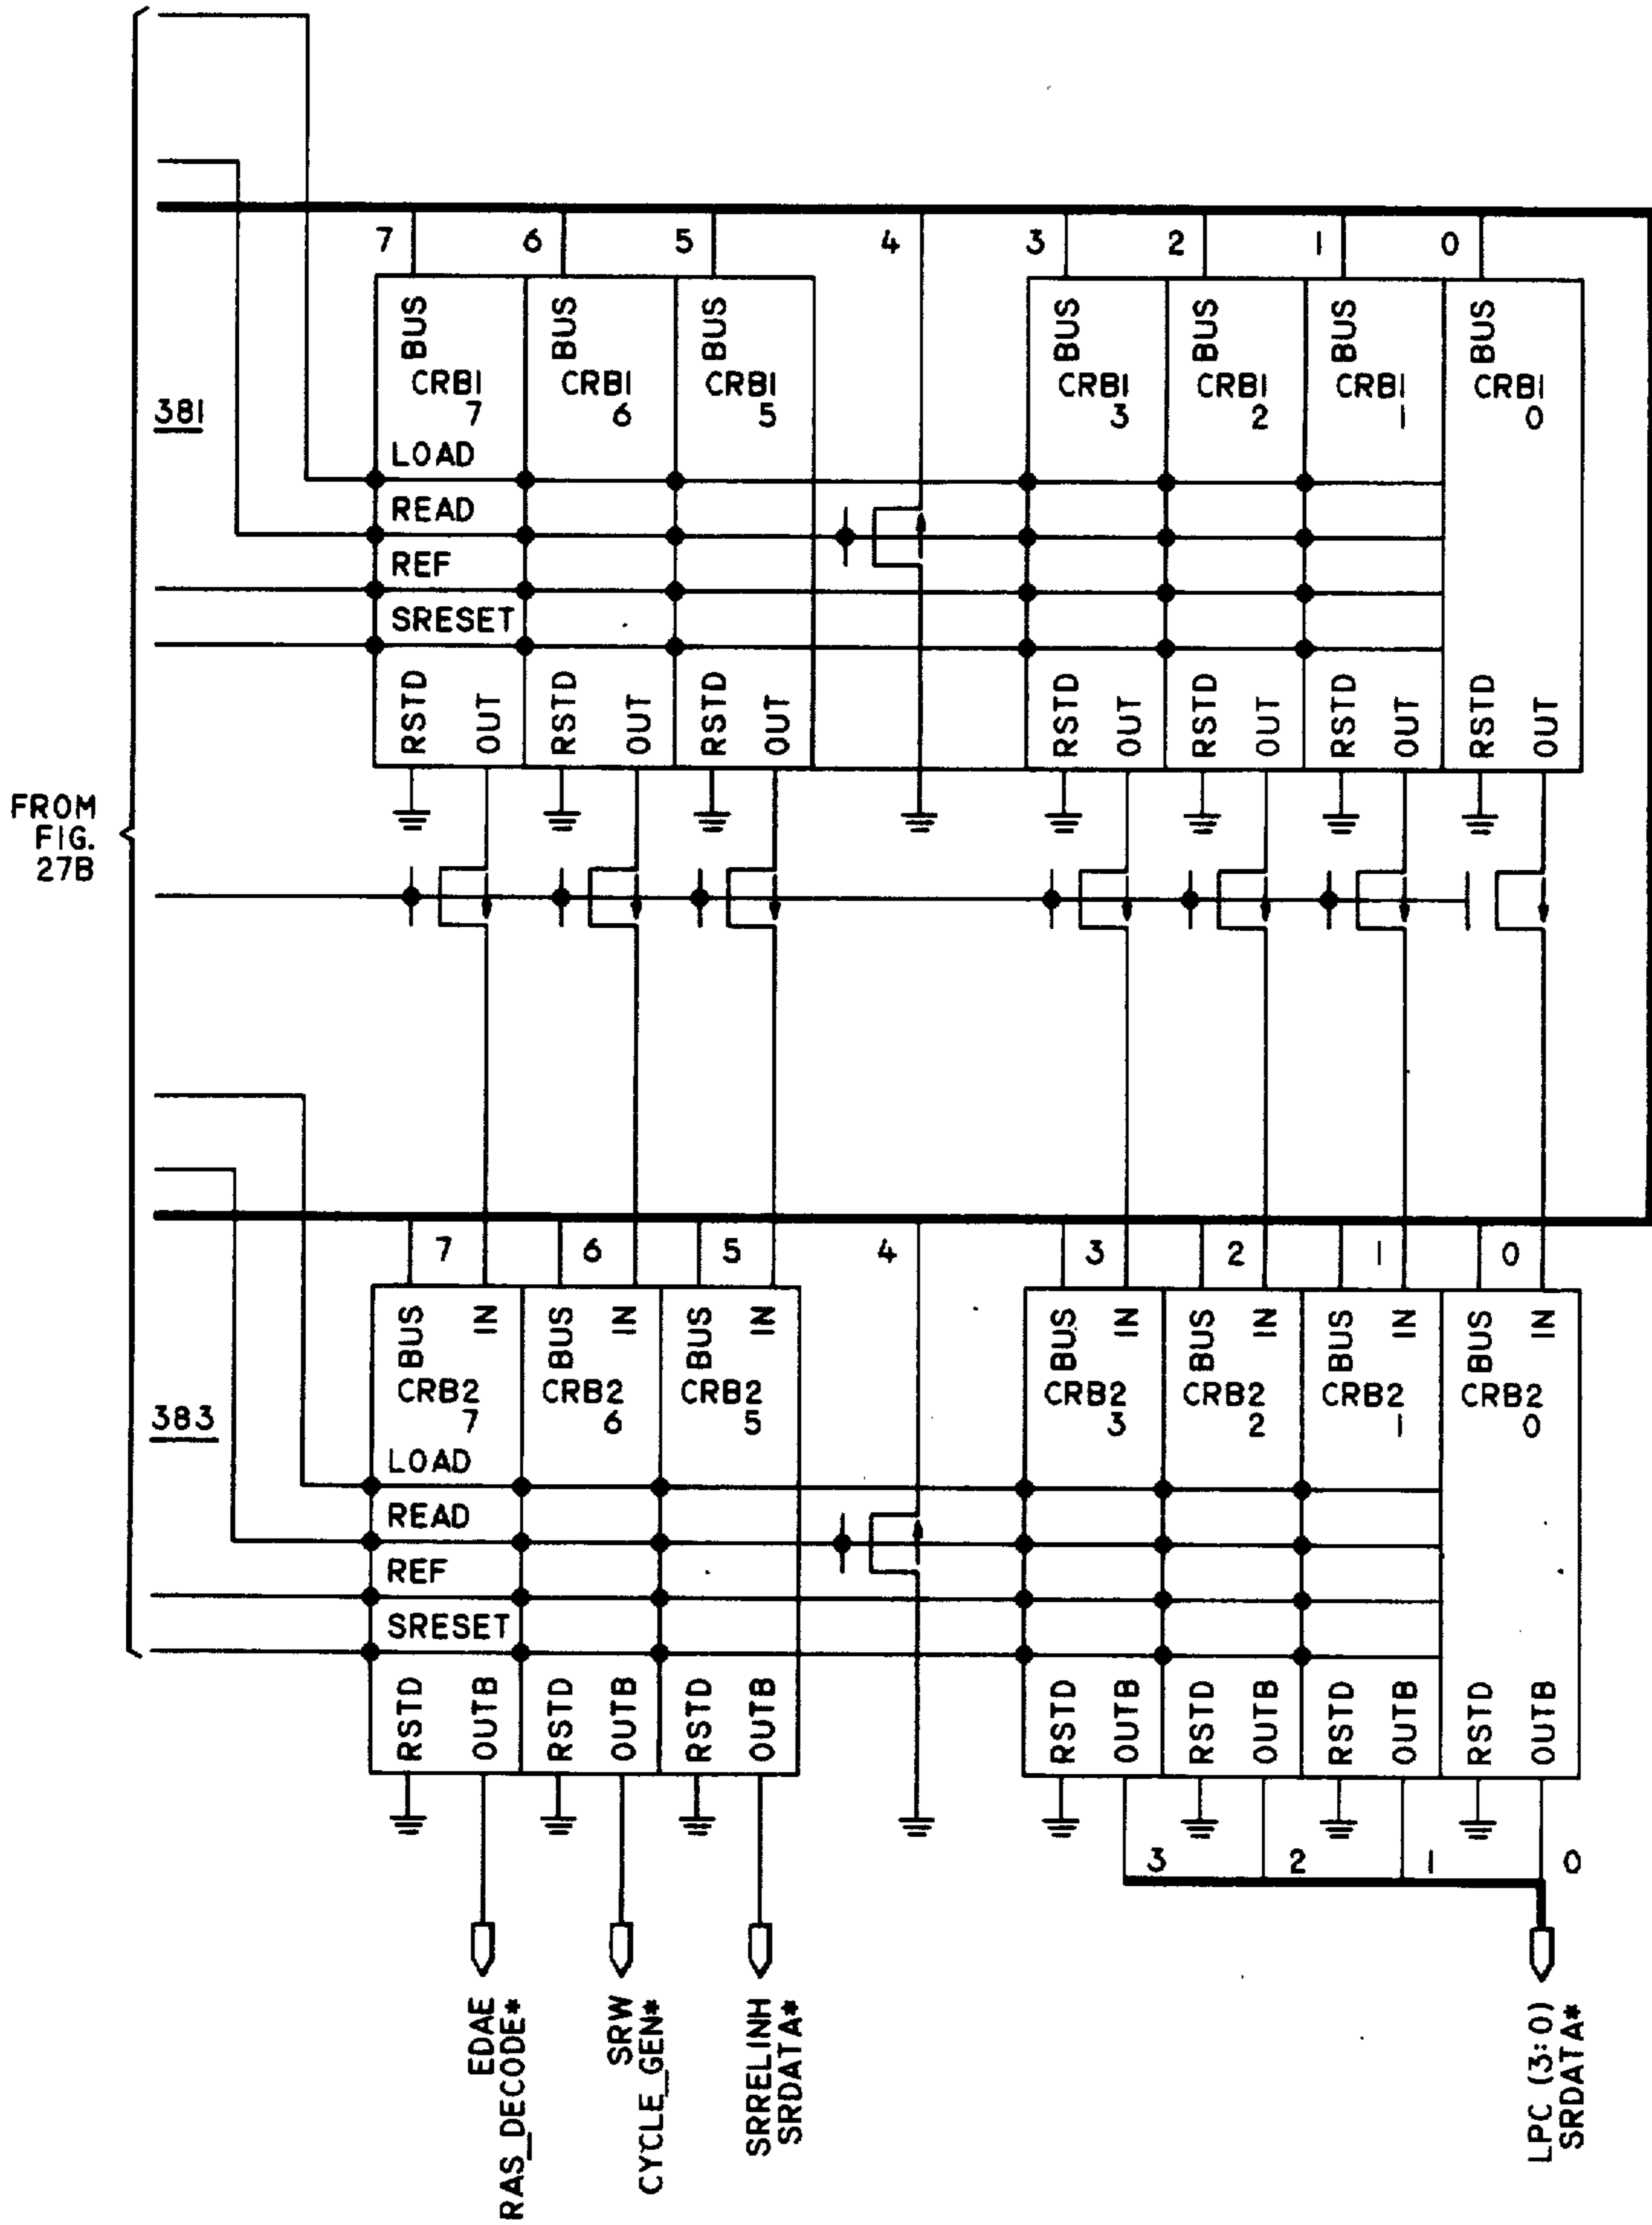 7 6 5 4 3 2 1 0
BUS BUS BUS BUS BUS BUS BUS
CRB1 CRB1 CRB1 CRB1 CRB1 CRB1 CRB1
7 6 5 3 2 1 0
381
LOAD
READ
REF
SRESET
RSTD OUT RSTD OUT RSTD OUT RSTD OUT RSTD OUT RSTD OUT RSTD OUT
FROM
FIG.
27B
7 6 5 4 3 2 1 0
BUS IN BUS IN BUS IN BUS IN BUS IN BUS IN BUS IN
CRB2 CRB2 CRB2 CRB2 CRB2 CRB2 CRB2
7 6 5 3 2 1 0
383
LOAD
READ
REF
SRESET
RSTD OUTB RSTD OUTB RSTD OUTB RSTD OUTB RSTD OUTB RSTD OUTB RSTD OUTB
3 2 1 0
EDAE
RAS_DECODE*
SRW
CYCLE_GEN*
SRRELINH
SRDATA*
LPC (3:0)
SRDATA*